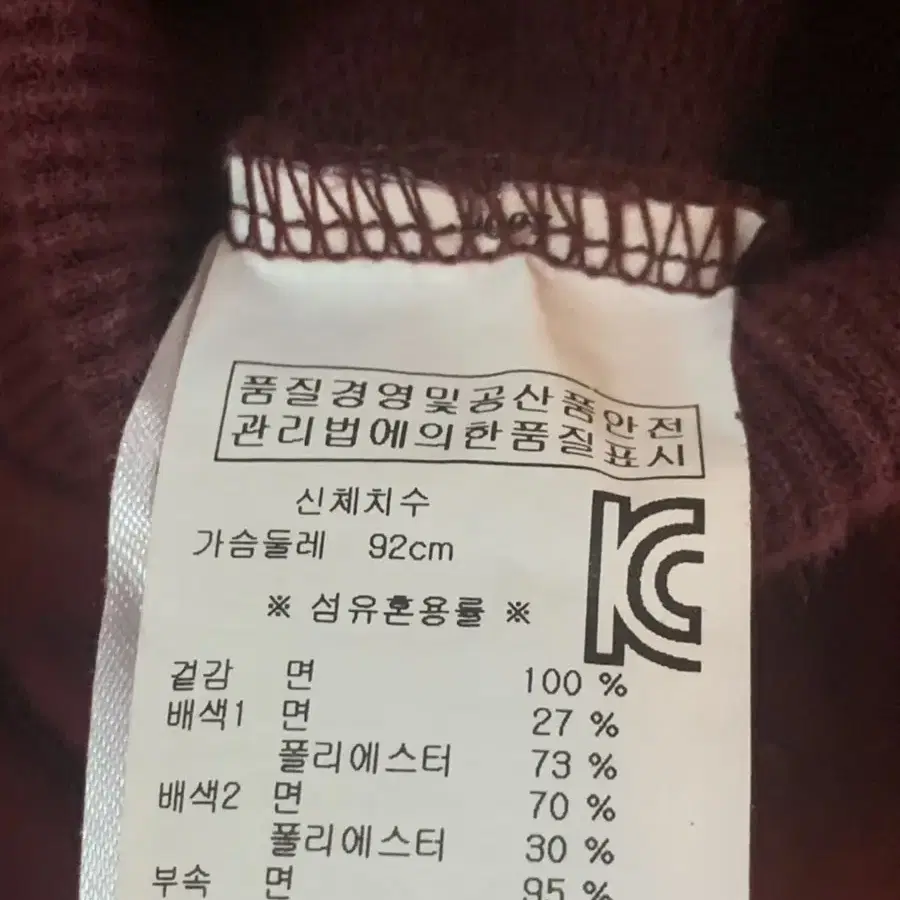 품질경영및공산품안전
관리법에의한품질표시
신체치수
가슴둘레 92cm
※ 섬유혼용률 ※
겉감 면 100 %
배색1 면 27 %
폴리에스터 73 %
배색2 면 70 %
폴리에스터 30 %
부속 면 95 %